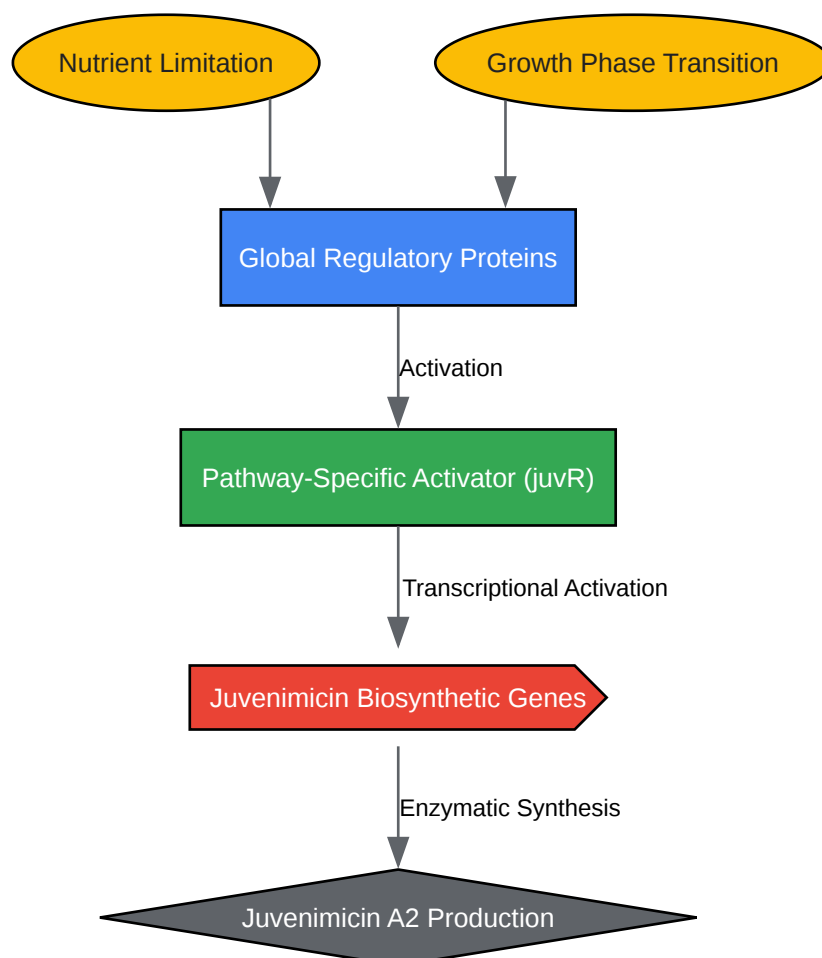 Nutrient Limitation
Growth Phase Transition
Global Regulatory Proteins
Activation
Pathway-Specific Activator (juvR)
Transcriptional Activation
Juvenimicin Biosynthetic Genes
Enzymatic Synthesis
Juvenimicin A2 Production